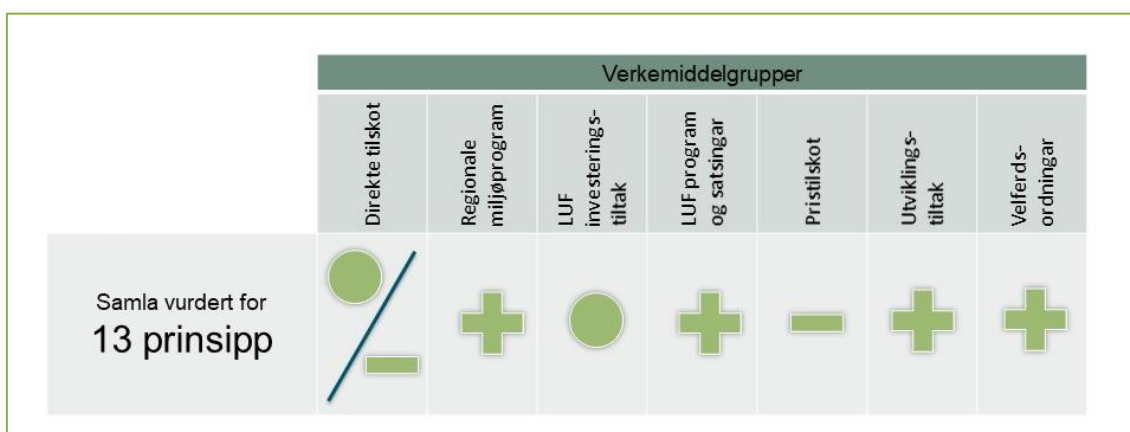 Verkemiddelgrupper
Direkte tilskot
Regionale
miljøprogram
LUF
investerings-
tiltak
LUF program
og satsingar
Pristilskot
Utviklings-
tiltak
Velferds-
ordningar
Samla vurdert for
13 prinsipp